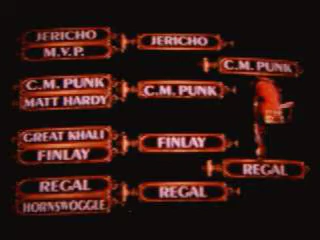 JERICHO
M.V.P.
JERICHO
C.M. PUNK
C.M. PUNK
MATT HARDY
C.M. PUNK
GREAT KHALI
FINLAY
FINLAY
REGAL
REGAL
HORNSWOGGLE
REGAL